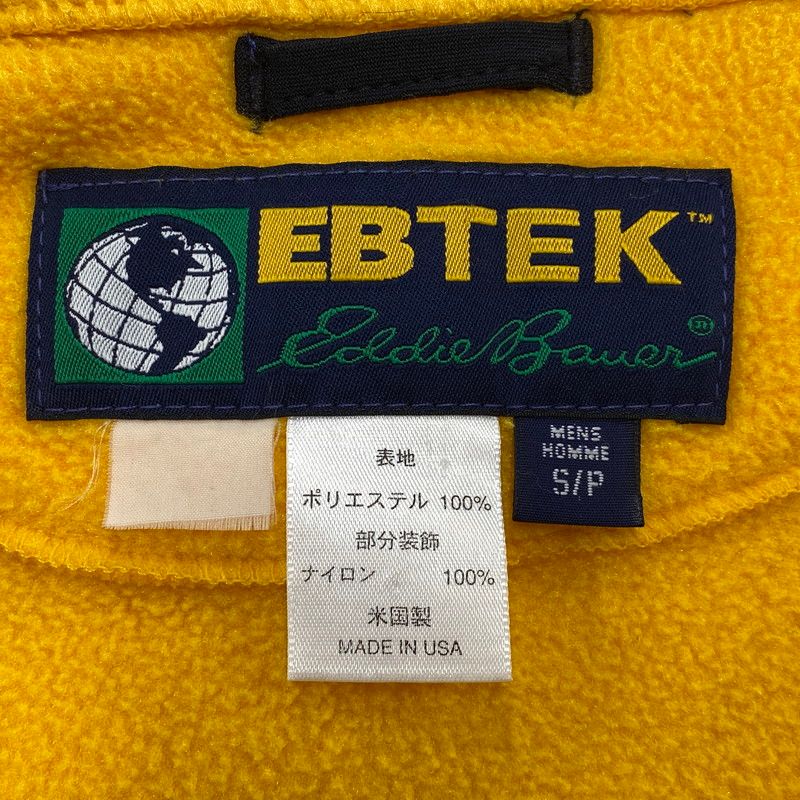 EBTEK™
Eddie Bauer®
表地
ポリエステル 100%
部分装飾
ナイロン 100%
米国製
MADE IN USA
MENS
HOMME
S/P